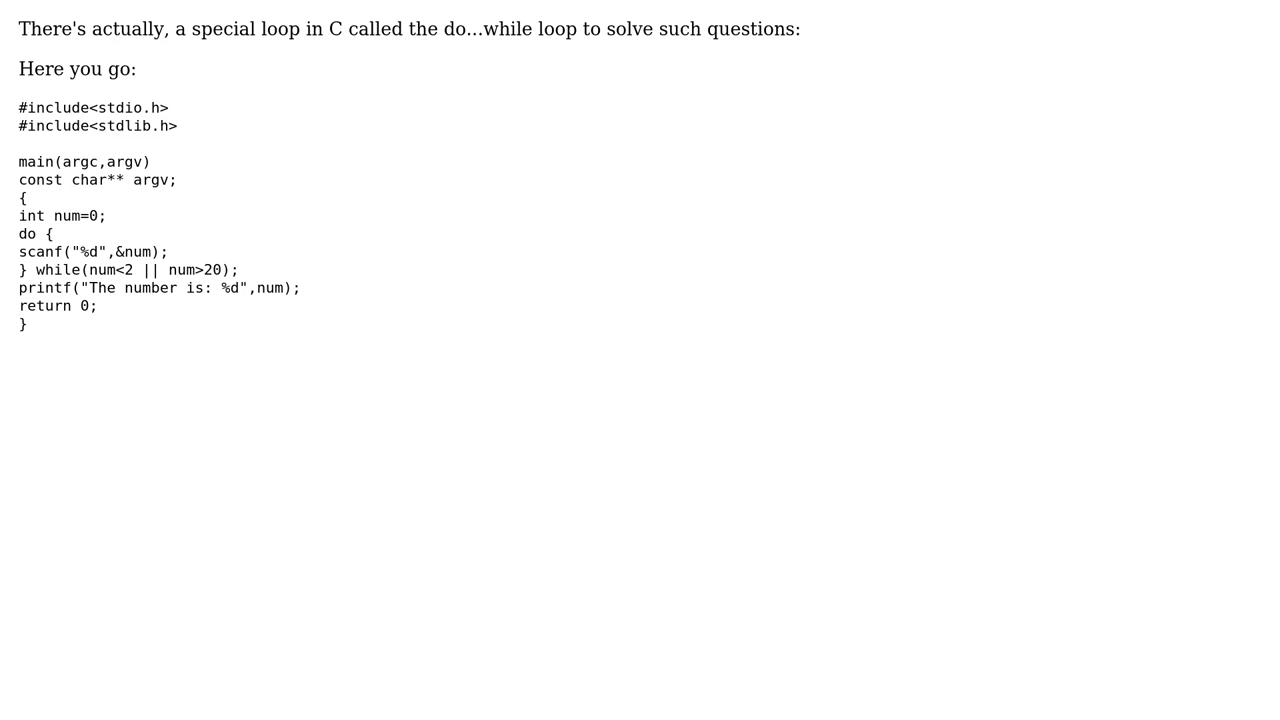 There's actually, a special loop in C called the do...while loop to solve such questions:
Here you go:
#include<stdio.h>
#include<stdlib.h>
main(argc,argv)
const char** argv;
{
int num=0;
do {
scanf("%d",&num);
} while(num<2 || num>20);
printf("The number is: %d",num);
return 0;
}